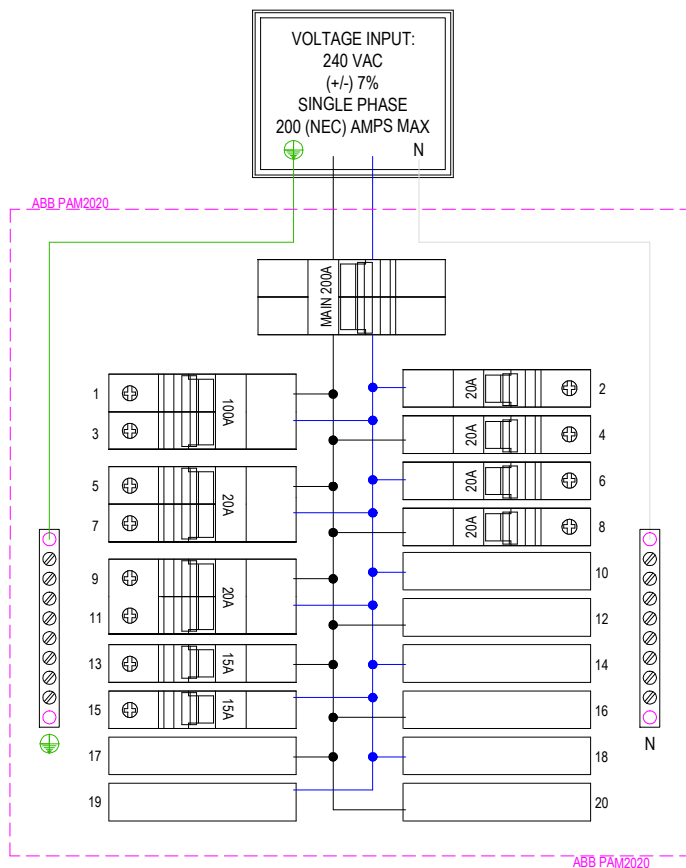 VOLTAGE INPUT:
240 VAC
(+/-) 7%
SINGLE PHASE
200 (NEC) AMPS MAX
N
ABB PAM2020
MAIN 200A
1
100A
20A
2
3
20A
4
5
20A
20A
6
7
20A
8
9
20A
10
11
12
13
15A
14
15
15A
16
N
17
18
19
20
ABB PAM2020